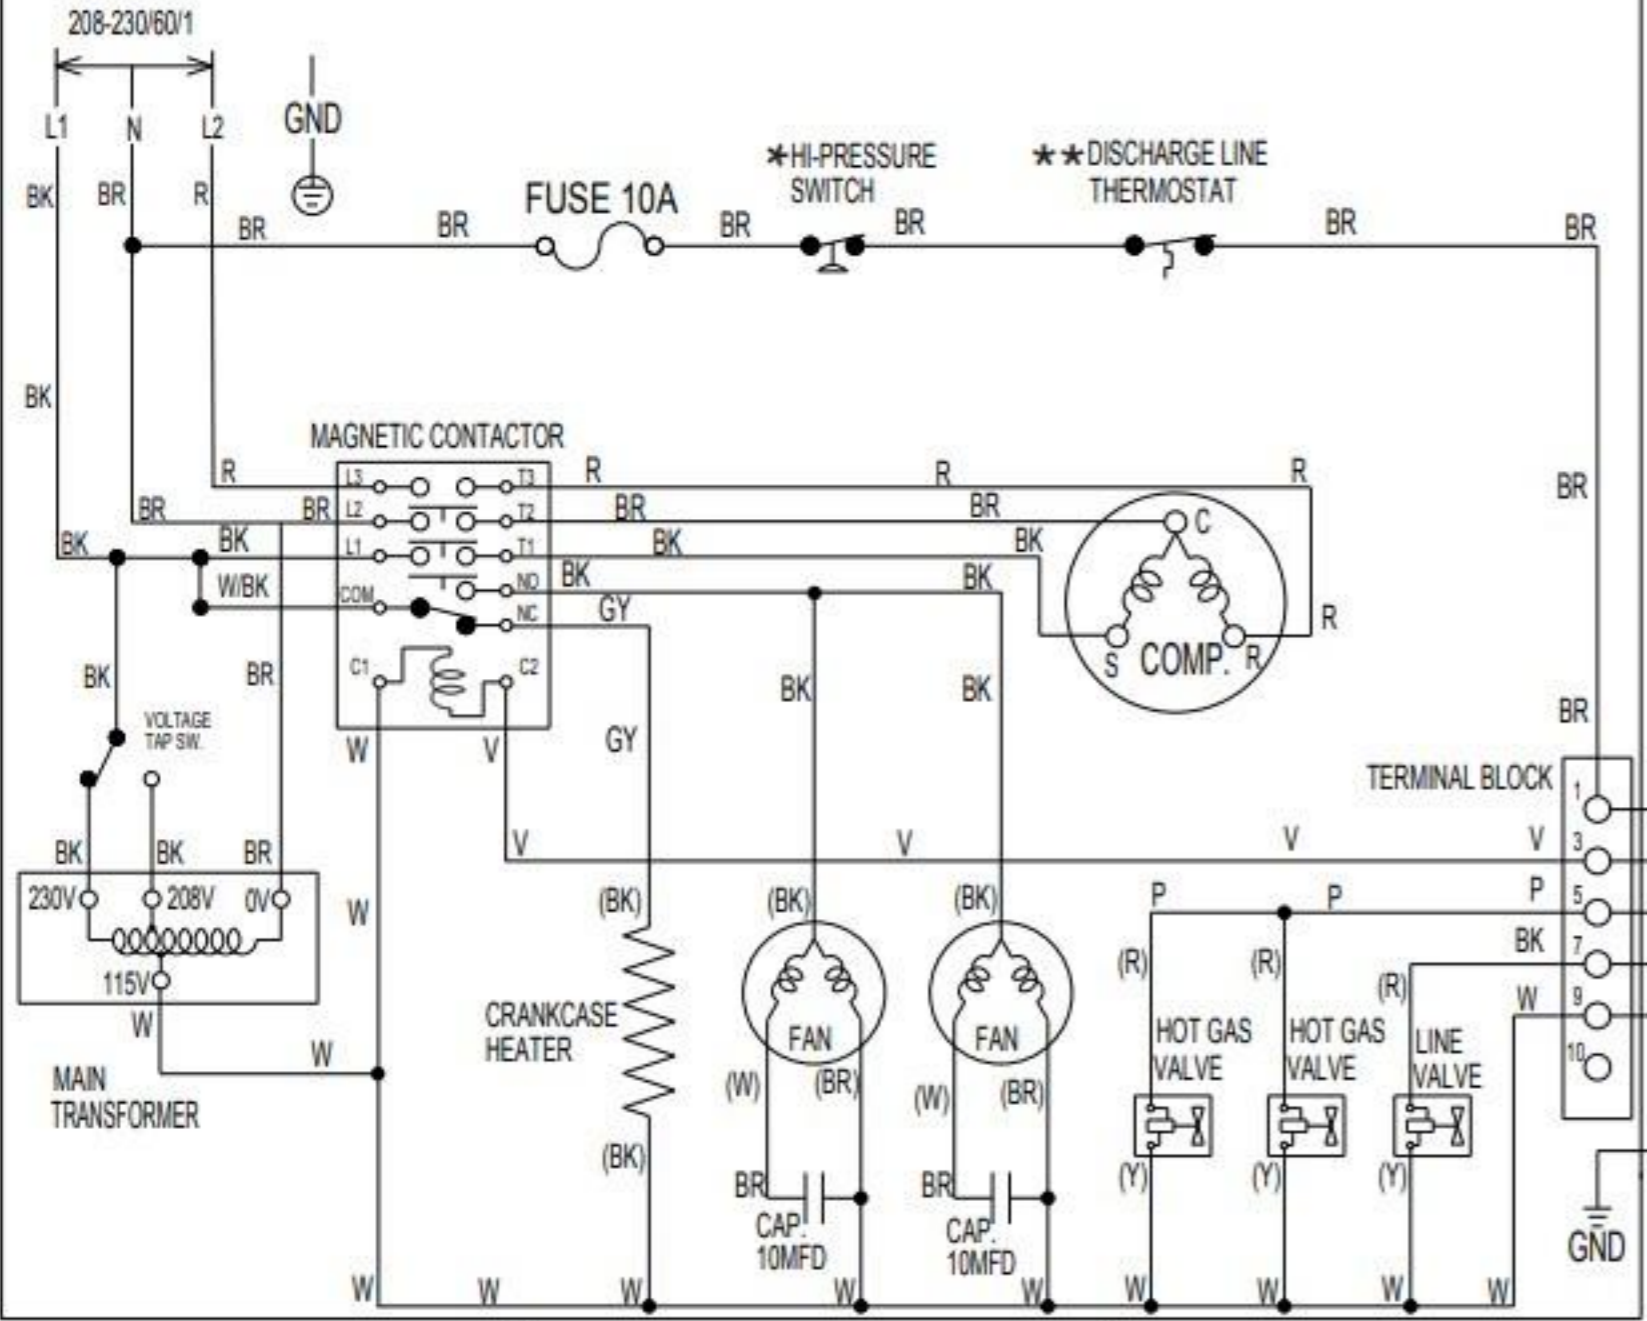 208-230/60/1
L1 N L2 GND
BK BR R
BR BR FUSE 10A BR
*HI-PRESSURE
SWITCH
BR
★★DISCHARGE LINE
THERMOSTAT
BR BR
BK
MAGNETIC CONTACTOR
R L3 T3 R R R
BR BR L2 T2 BR BR C
BK BK L1 T1 BK BK
W/BK COM NO BK BK
NC GY
R
S COMP. R
BK BR C1 C2 BK BK
BR
VOLTAGE
TAP SW.
W V GY BR
TERMINAL BLOCK
1
BK BK BR
V V V V 3
230V 208V 0V
W (BK) (BK) (BK) P P P 5
115V
(R) (R) BK 7
(R) W 9
W
CRANKCASE
HEATER
FAN FAN
HOT GAS
VALVE
HOT GAS
VALVE
LINE
VALVE
10
W
MAIN
TRANSFORMER
(W) (BR) (W) (BR)
(BK)
BR BR
(Y) (Y) (Y)
CAP.
10MFD
CAP.
10MFD
GND
W W W W W W W W W